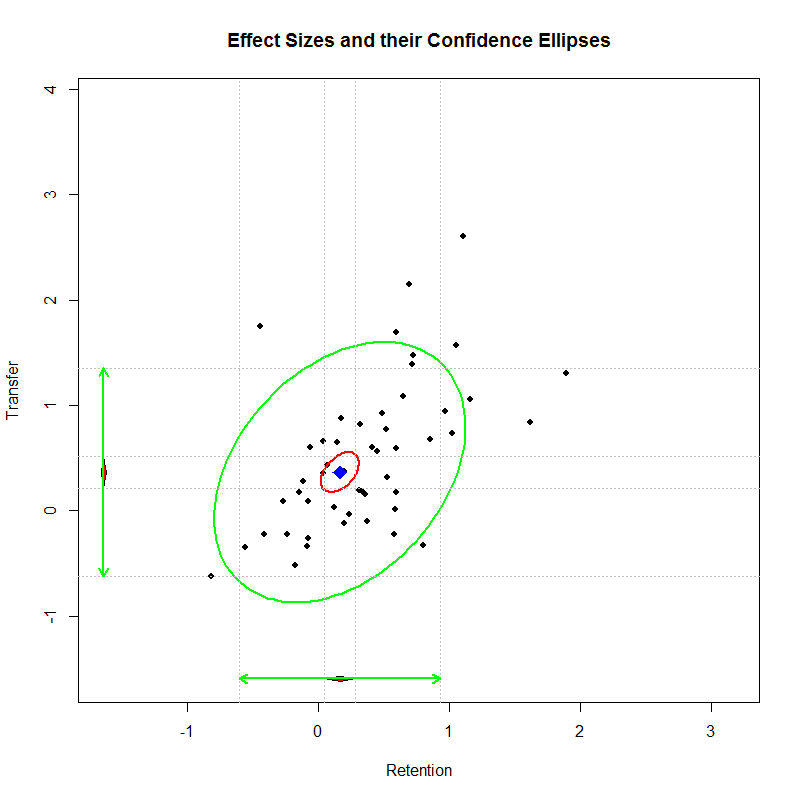 Effect Sizes and their Confidence Ellipses
4
3
2
1
0
-1
Transfer
-1 0 1 2 3
Retention